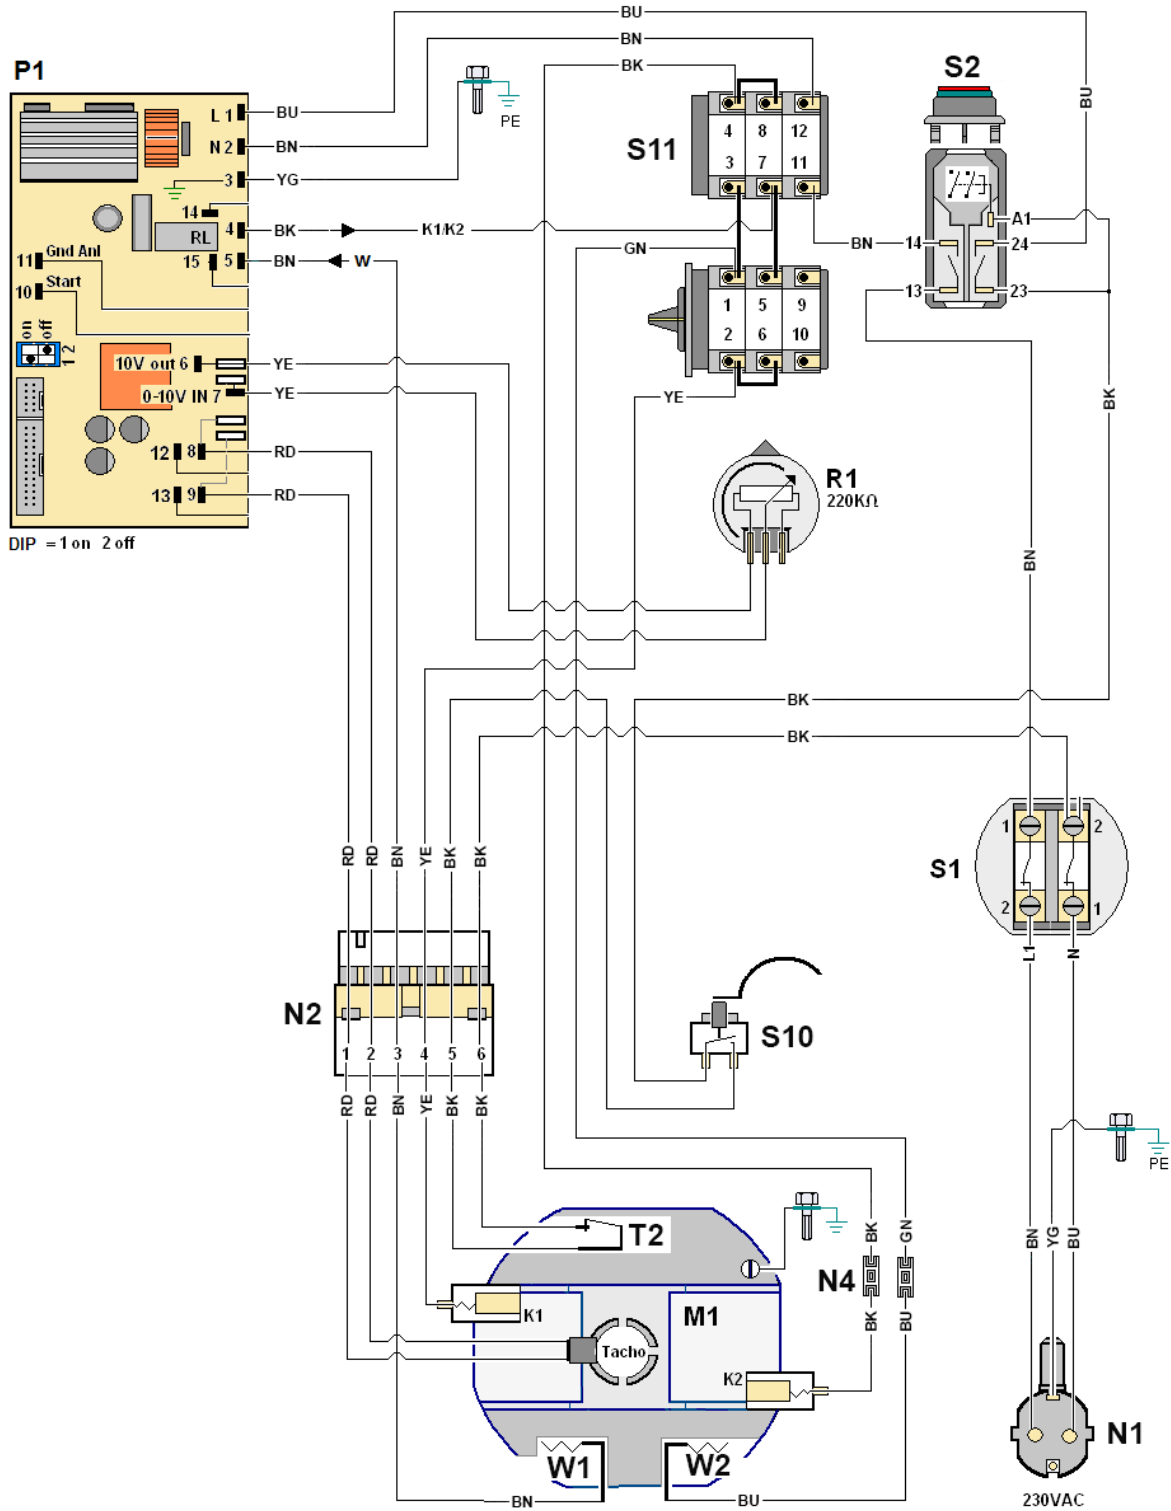 BU
BN
BK
P1
S2
PE
L 1
BU
BU
N 2
BN
S11
4 8 12
3 7 11
3
YG
14
4
BK
K1/K2
A1
RL
GN
BN
14
24
Gnd Anl
11
15
5
BN
W
13
23
Start
10
1 5 9
2 6 10
on
off
1 2
10V out 6
YE
0-10V IN 7
YE
YE
BK
12 8
RD
R1
220KΩ
13 9
RD
DIP = 1 on 2 off
BN
BK
BK
RD
RD
BN
YE
BK
BK
1
2
S1
2
1
L1
N
N2
S10
1 2 3 4 5 6
RD
RD
BN
YE
BK
BK
PE
T2
BK
GN
BN
YG
BU
N4
K1
M1
BK
BU
Tacho
K2
W1
W2
N1
BN
BU
230VAC